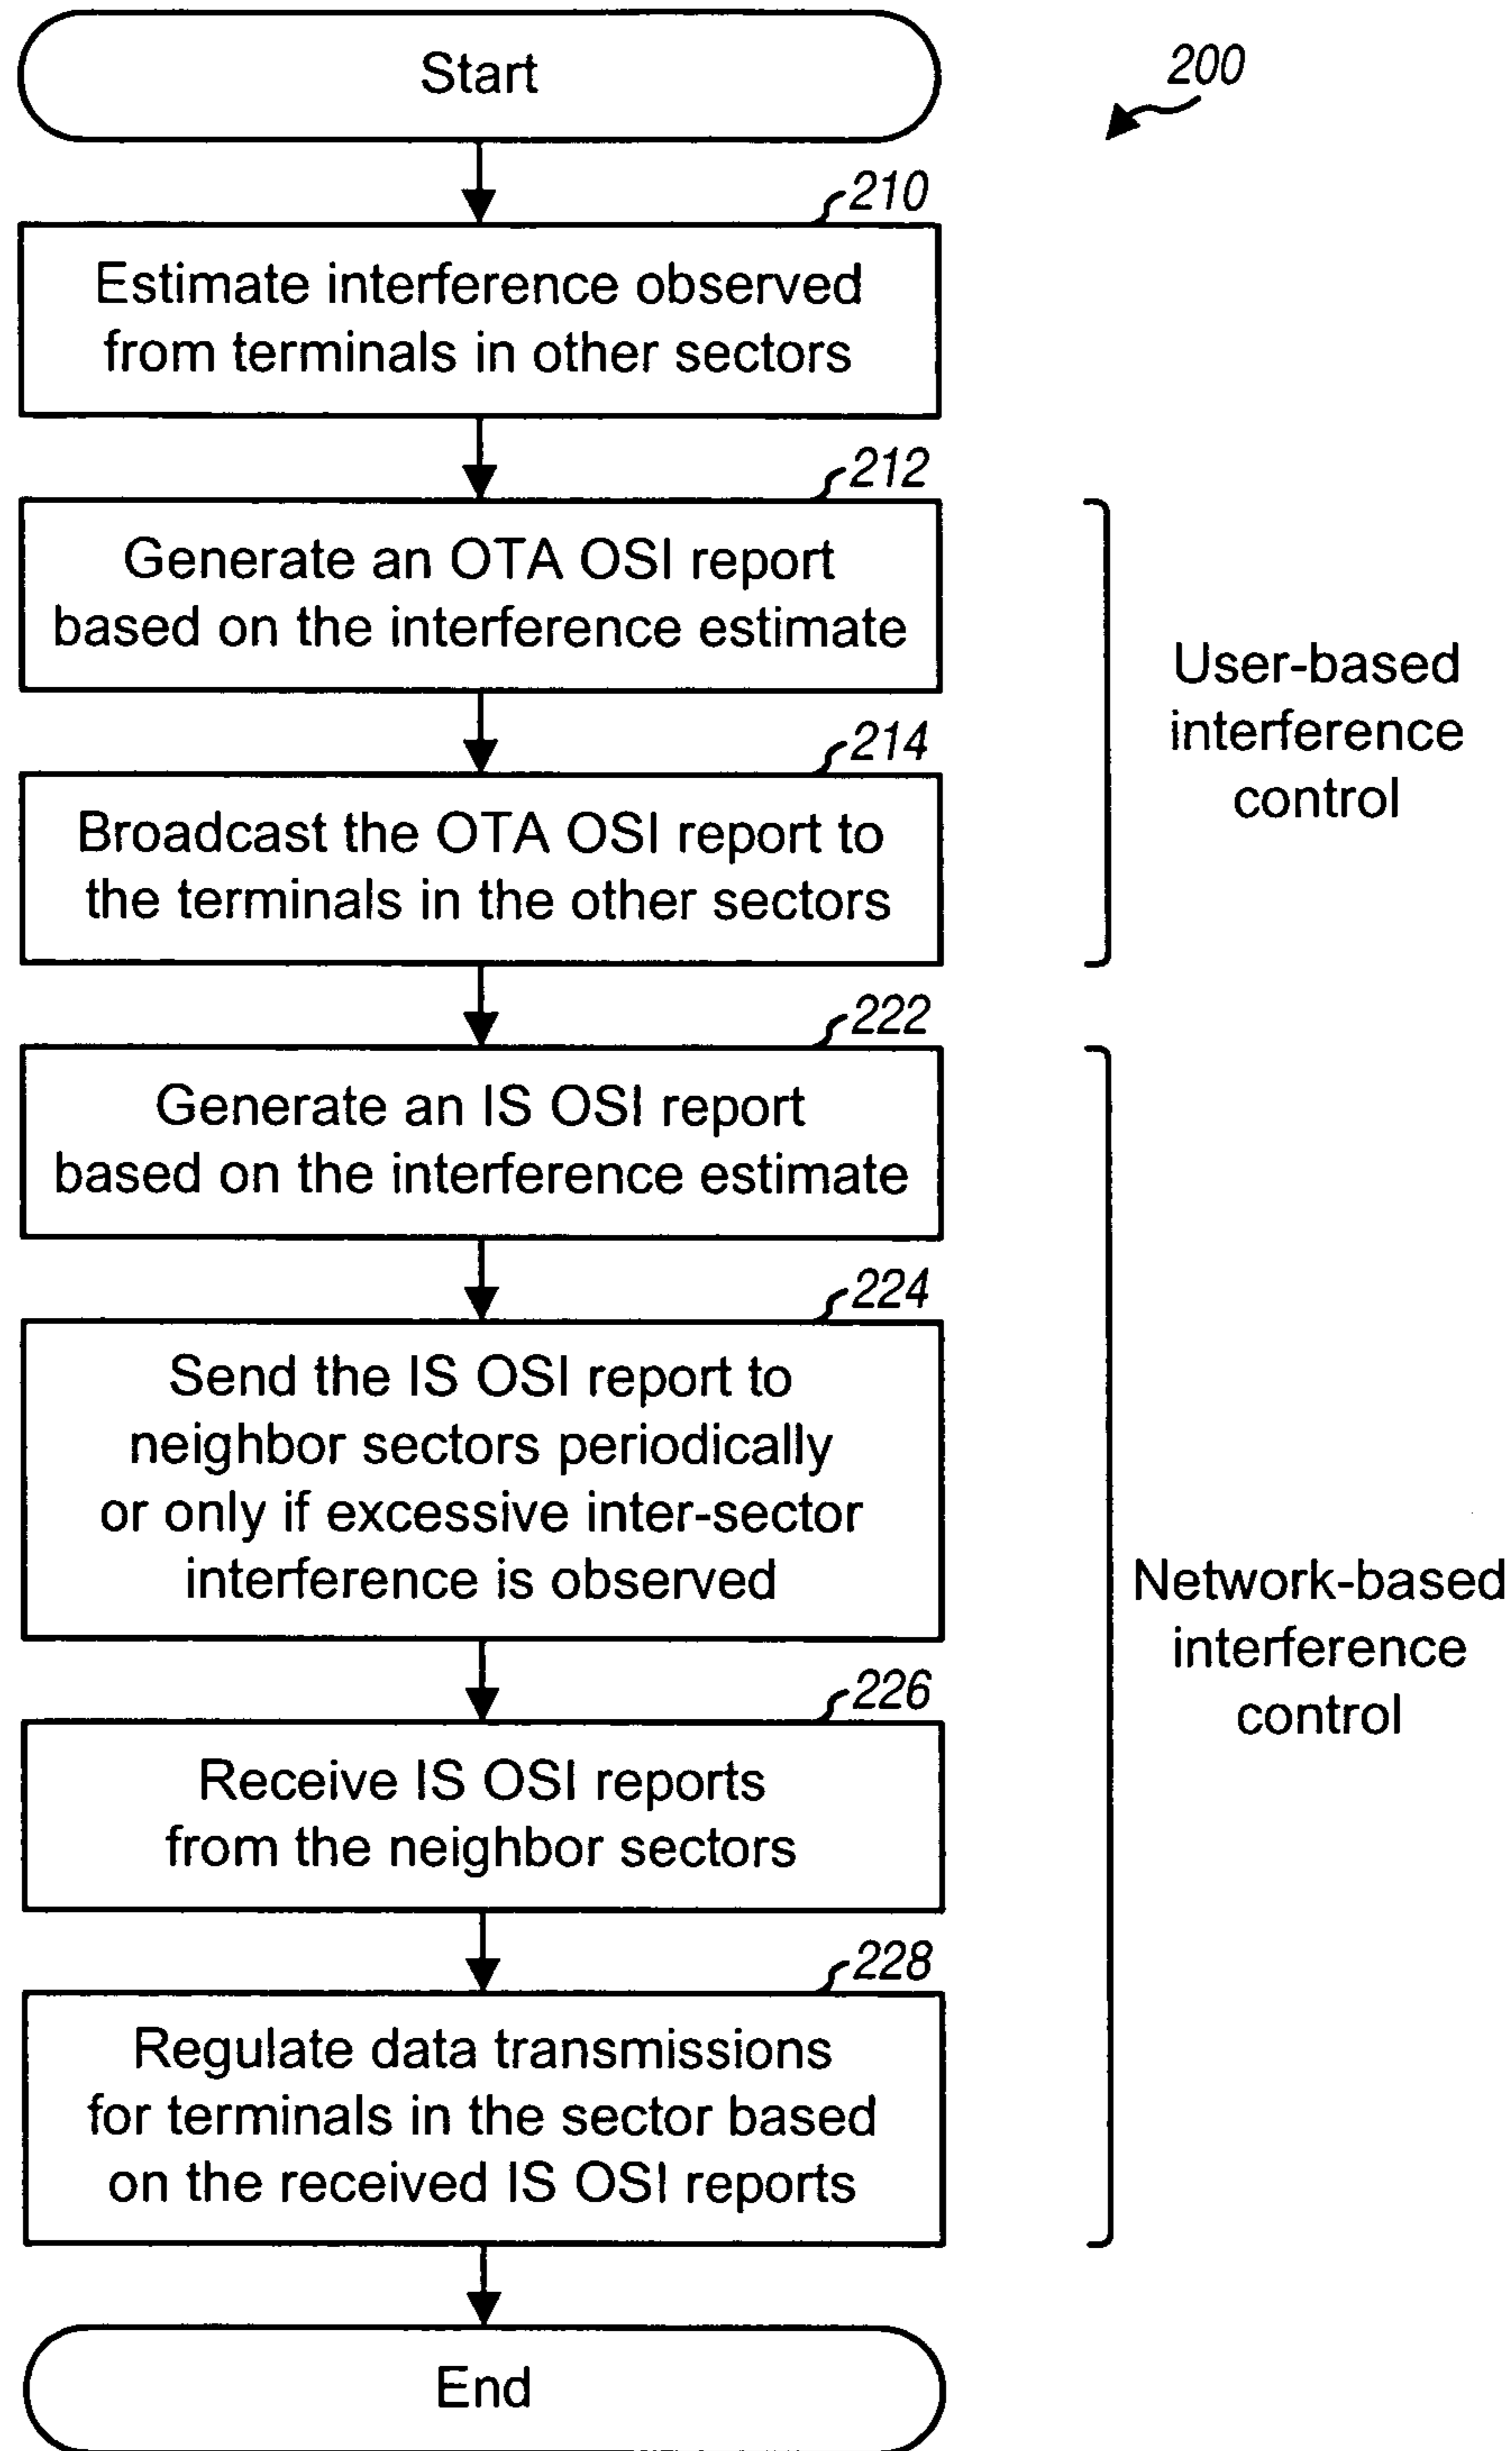 Start
200
210
Estimate interference observed
from terminals in other sectors
212
Generate an OTA OSI report
based on the interference estimate
User-based
interference
control
214
Broadcast the OTA OSI report to
the terminals in the other sectors
222
Generate an IS OSI report
based on the interference estimate
224
Send the IS OSI report to
neighbor sectors periodically
or only if excessive inter-sector
interference is observed
Network-based
interference
control
226
Receive IS OSI reports
from the neighbor sectors
228
Regulate data transmissions
for terminals in the sector based
on the received IS OSI reports
End